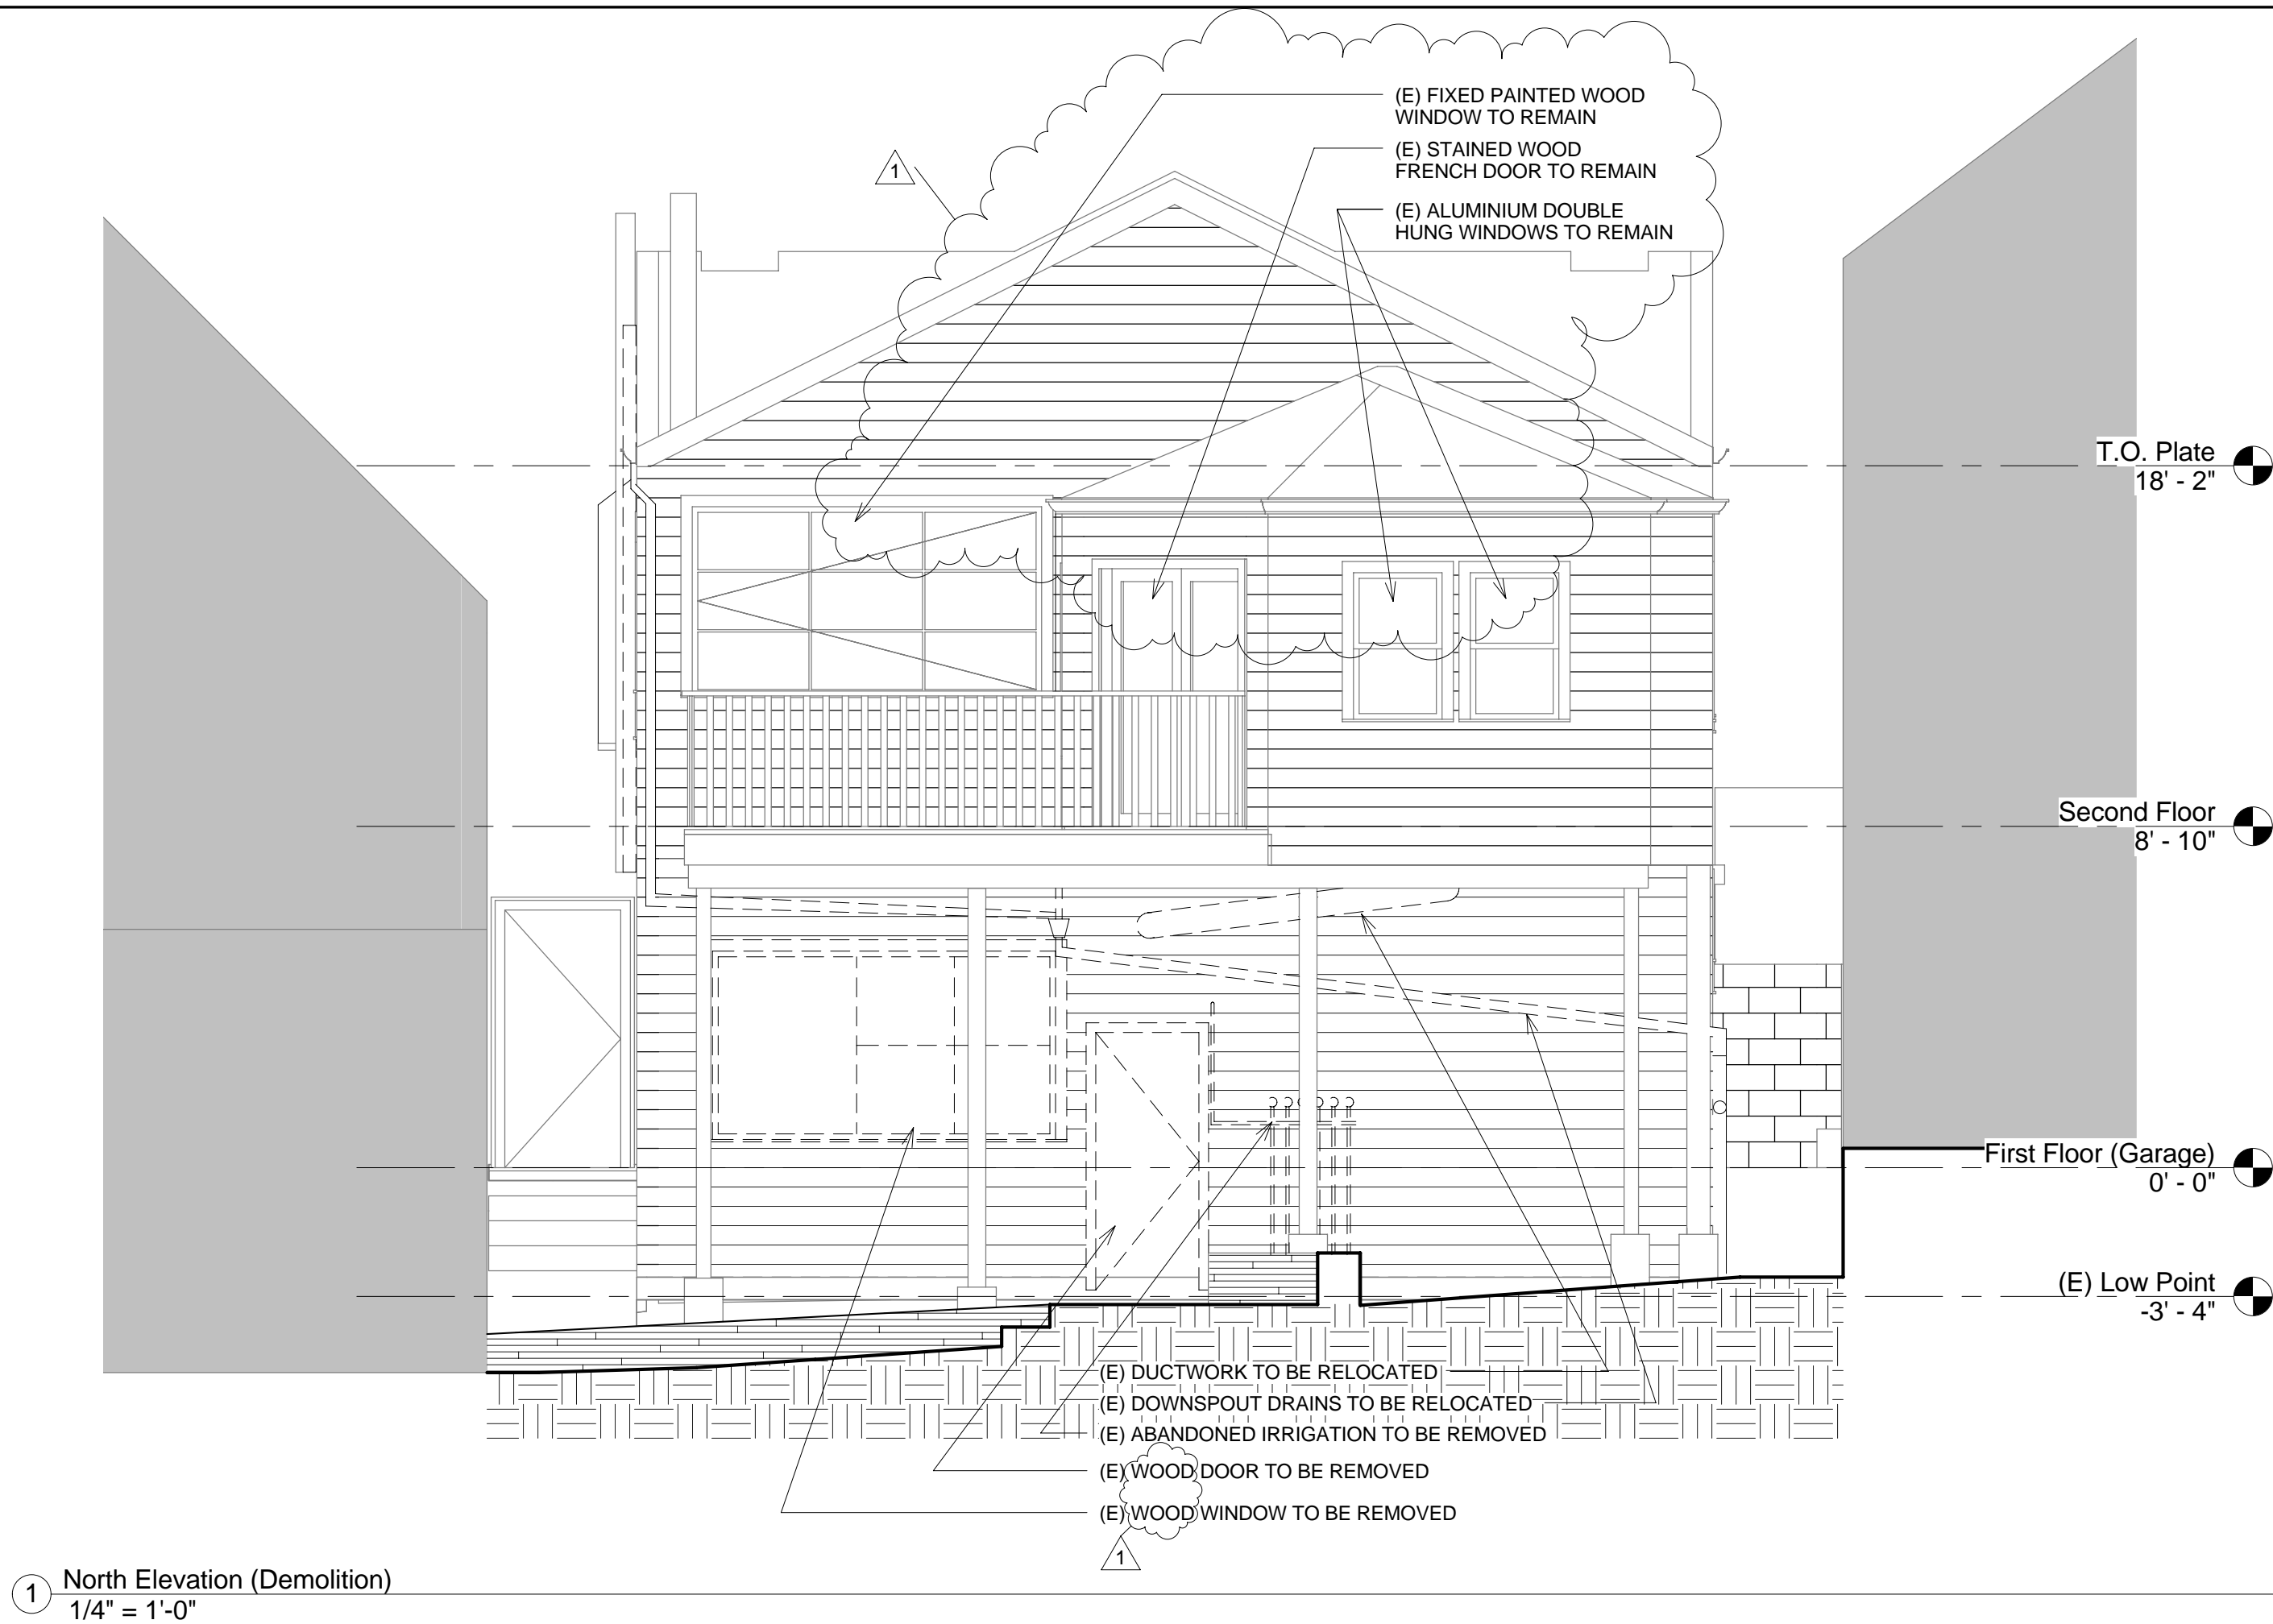 (E) FIXED PAINTED WOOD
WINDOW TO REMAIN
(E) STAINED WOOD
FRENCH DOOR TO REMAIN
1
(E) ALUMINIUM DOUBLE
HUNG WINDOWS TO REMAIN
T.O. Plate
18' - 2"
Second Floor
8' - 10"
First Floor (Garage)
0' - 0"
(E) Low Point
-3' - 4"
(E) DUCTWORK TO BE RELOCATED
(E) DOWNSPOUT DRAINS TO BE RELOCATED
(E) ABANDONED IRRIGATION TO BE REMOVED
(E) WOOD DOOR TO BE REMOVED
(E) WOOD WINDOW TO BE REMOVED
1
1
North Elevation (Demolition)
1/4" = 1'-0"